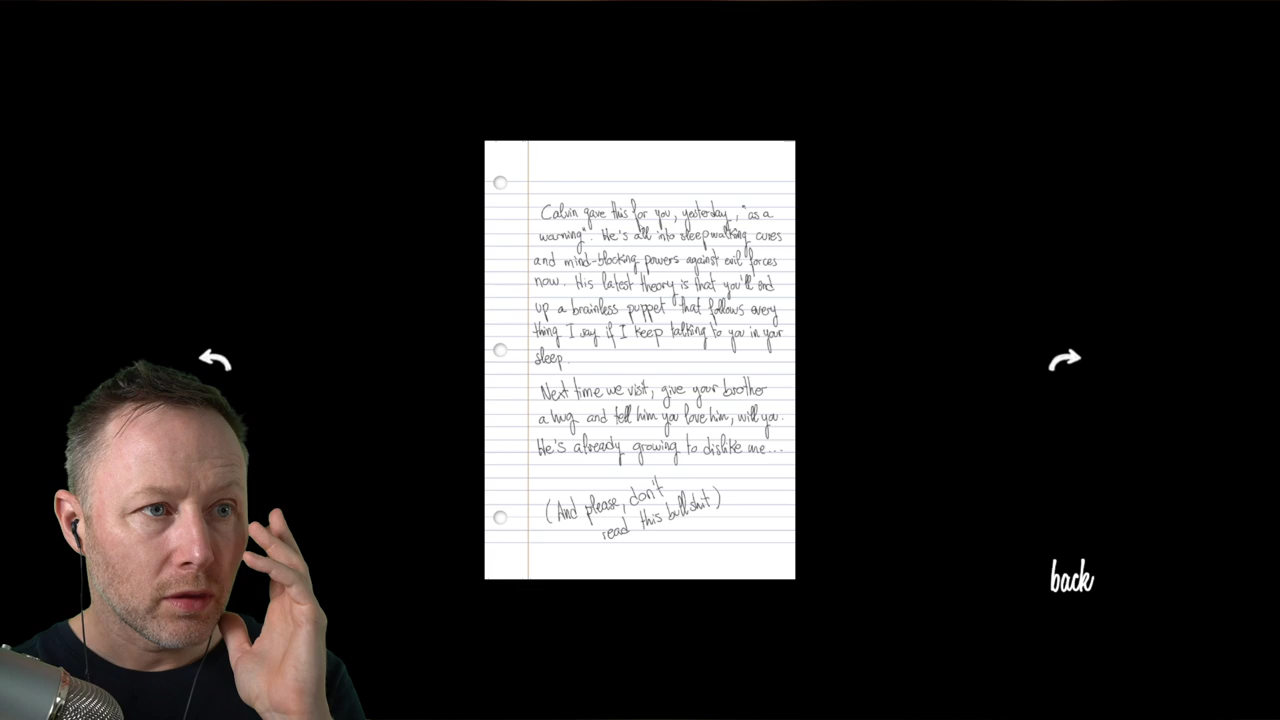 Calvin gave this for you, yesterday, "as a
warning". He's all into sleepwalking cures
and mind-blocking powers against evil forces
now. His latest theory is that you'll end
up a brainless puppet that follows every
thing I say if I keep talking to you in your
sleep.
Next time we visit, give your brother
a hug and tell him you love him, will you.
He's already growing to dislike me...
(And please, don't
read this bullshit)
back